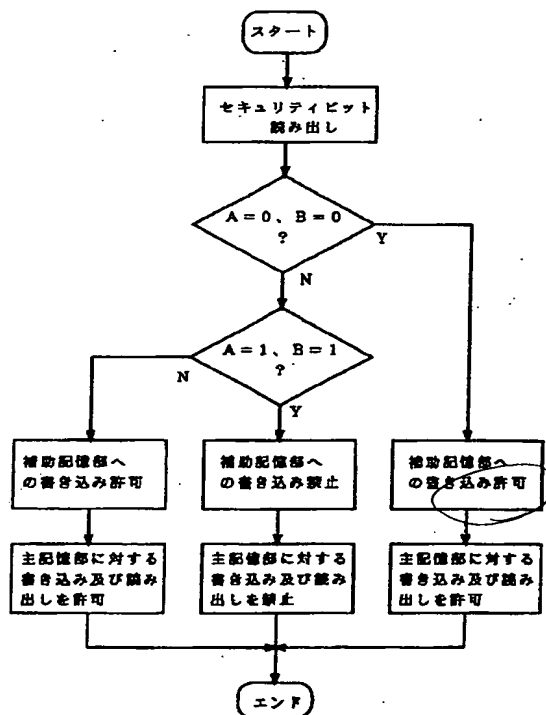 スタート
セキュリティビット
読み出し
A=0、B=0
?
Y
N
A=1、B=1
?
N
Y
補助記憶部へ
の書き込み許可
補助記憶部へ
の書き込み禁止
補助記憶部へ
の書き込み許可
主記憶部に対する
書き込み及び読み
出しを許可
主記憶部に対する
書き込み及び読み
出しを禁止
主記憶部に対する
書き込み及び読み
出しを許可
エンド